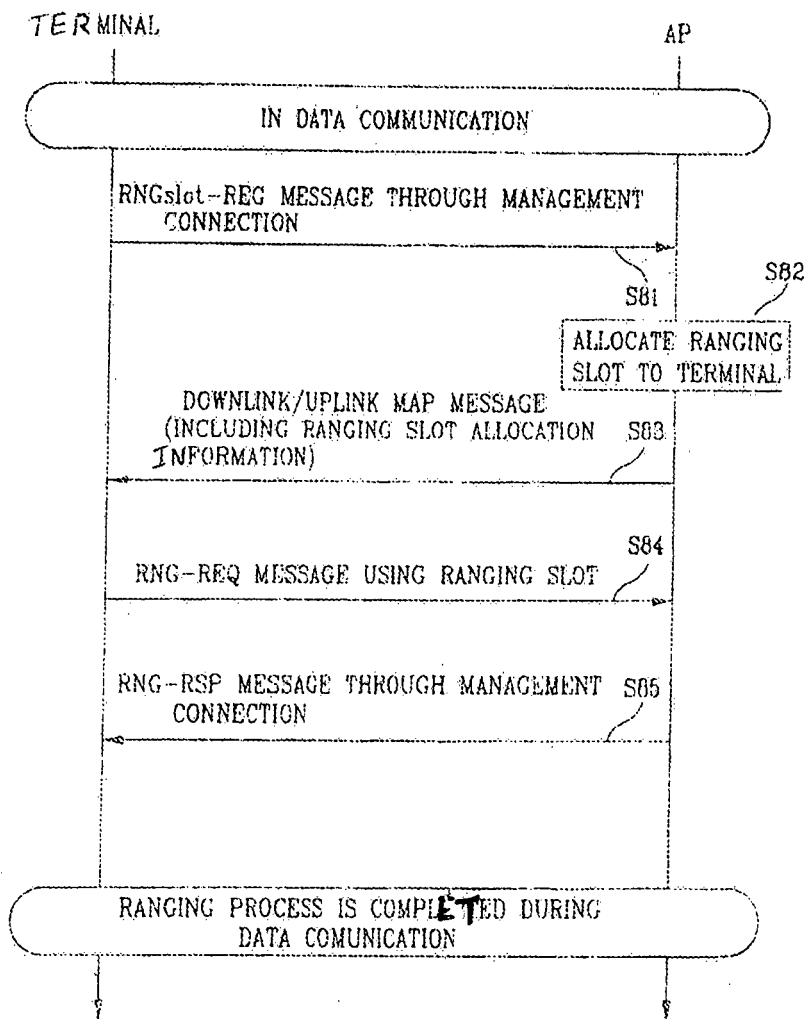 TERMINAL
AP
IN DATA COMMUNICATION
RNGslot-REG MESSAGE THROUGH MANAGEMENT
CONNECTION
S81
S82
ALLOCATE RANGING
SLOT TO TERMINAL
DOWNLINK/UPLINK MAP MESSAGE
(INCLUDING RANGING SLOT ALLOCATION
INFORMATION)
S83
S84
RNG-REQ MESSAGE USING RANGING SLOT
RNG-RSP MESSAGE THROUGH MANAGEMENT
CONNECTION
S85
RANGING PROCESS IS COMPLETED DURING
DATA COMUNICATION